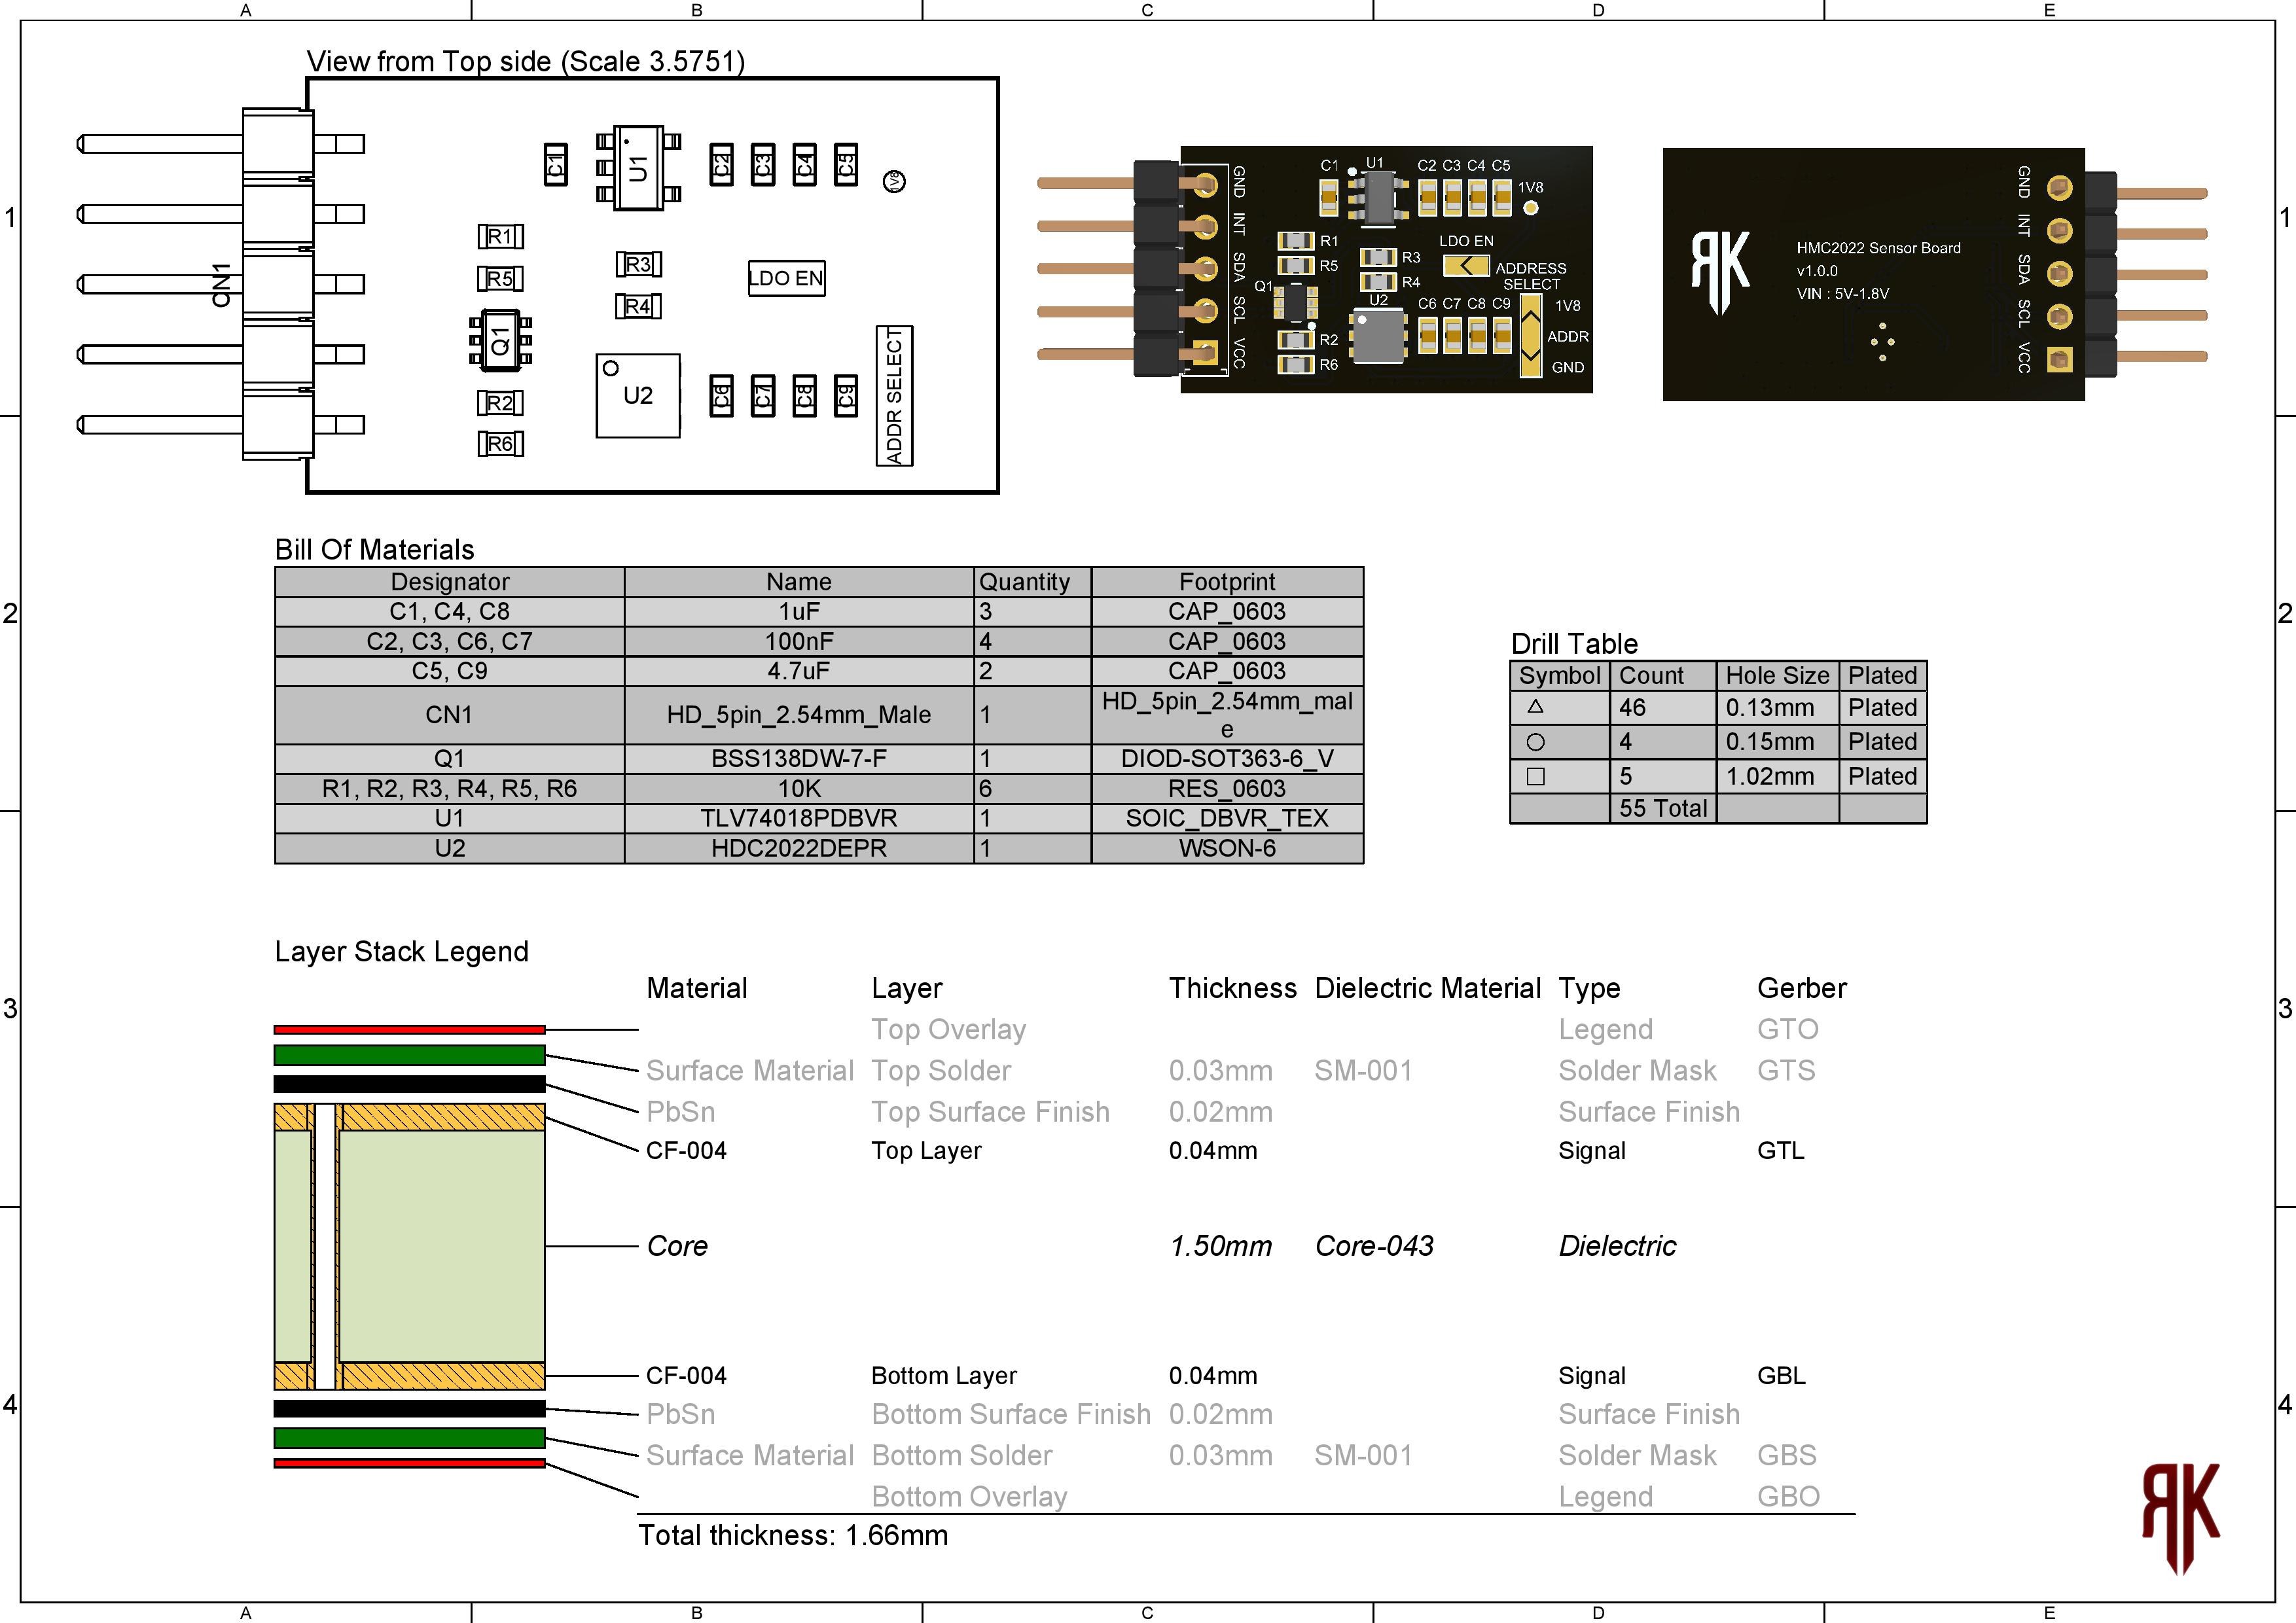 A B C D E
View from Top side (Scale 3.5751)
1 1
CN1
C1 U1 C2 C3 C4 C5 1V8
R1
R5
R3
R4
LDO EN
Q1
U2
R2
R6
C6 C7 C8 C9
ADDR SELECT
C1 U1 C2 C3 C4 C5
1V8
GND
INT
SDA
SCL
VCC
R1
R5
R3
R4
LDO EN
ADDRESS
SELECT
Q1
U2
C6 C7 C8 C9
1V8
ADDR
GND
R2
R6
RK
HMC2022 Sensor Board
v1.0.0
VIN : 5V-1.8V
GND
INT
SDA
SCL
VCC
2 2
Bill Of Materials
Designator Name Quantity Footprint
C1, C4, C8 1uF 3 CAP_0603
C2, C3, C6, C7 100nF 4 CAP_0603
C5, C9 4.7uF 2 CAP_0603
CN1 HD_5pin_2.54mm_Male 1 HD_5pin_2.54mm_mal
e
Q1 BSS138DW-7-F 1 DIOD-SOT363-6_V
R1, R2, R3, R4, R5, R6 10K 6 RES_0603
U1 TLV74018PDBVR 1 SOIC_DBVR_TEX
U2 HDC2022DEPR 1 WSON-6
Drill Table
Symbol Count Hole Size Plated
46 0.13mm Plated
4 0.15mm Plated
5 1.02mm Plated
55 Total
3 3
Layer Stack Legend
Material Layer Thickness Dielectric Material Type Gerber
Top Overlay Legend GTO
Surface Material Top Solder 0.03mm SM-001 Solder Mask GTS
PbSn Top Surface Finish 0.02mm Surface Finish
CF-004 Top Layer 0.04mm Signal GTL
Core 1.50mm Core-043 Dielectric
CF-004 Bottom Layer 0.04mm Signal GBL
PbSn Bottom Surface Finish 0.02mm Surface Finish
Surface Material Bottom Solder 0.03mm SM-001 Solder Mask GBS
Bottom Overlay Legend GBO
Total thickness: 1.66mm
4 4
RK
A B C D E